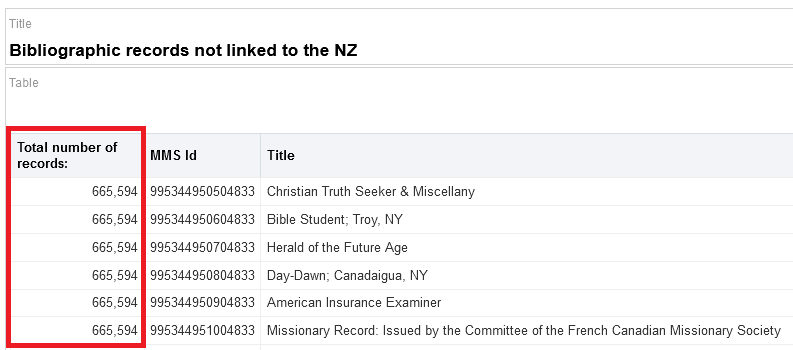 Title
Bibliographic records not linked to the NZ
Table
Total number of records: MMS Id Title
665,594 995344950504833 Christian Truth Seeker & Miscellany
665,594 995344950604833 Bible Student; Troy, NY
665,594 995344950704833 Herald of the Future Age
665,594 995344950804833 Day-Dawn; Canadaigua, NY
665,594 995344950904833 American Insurance Examiner
665,594 995344951004833 Missionary Record: Issued by the Committee of the French Canadian Missionary Society